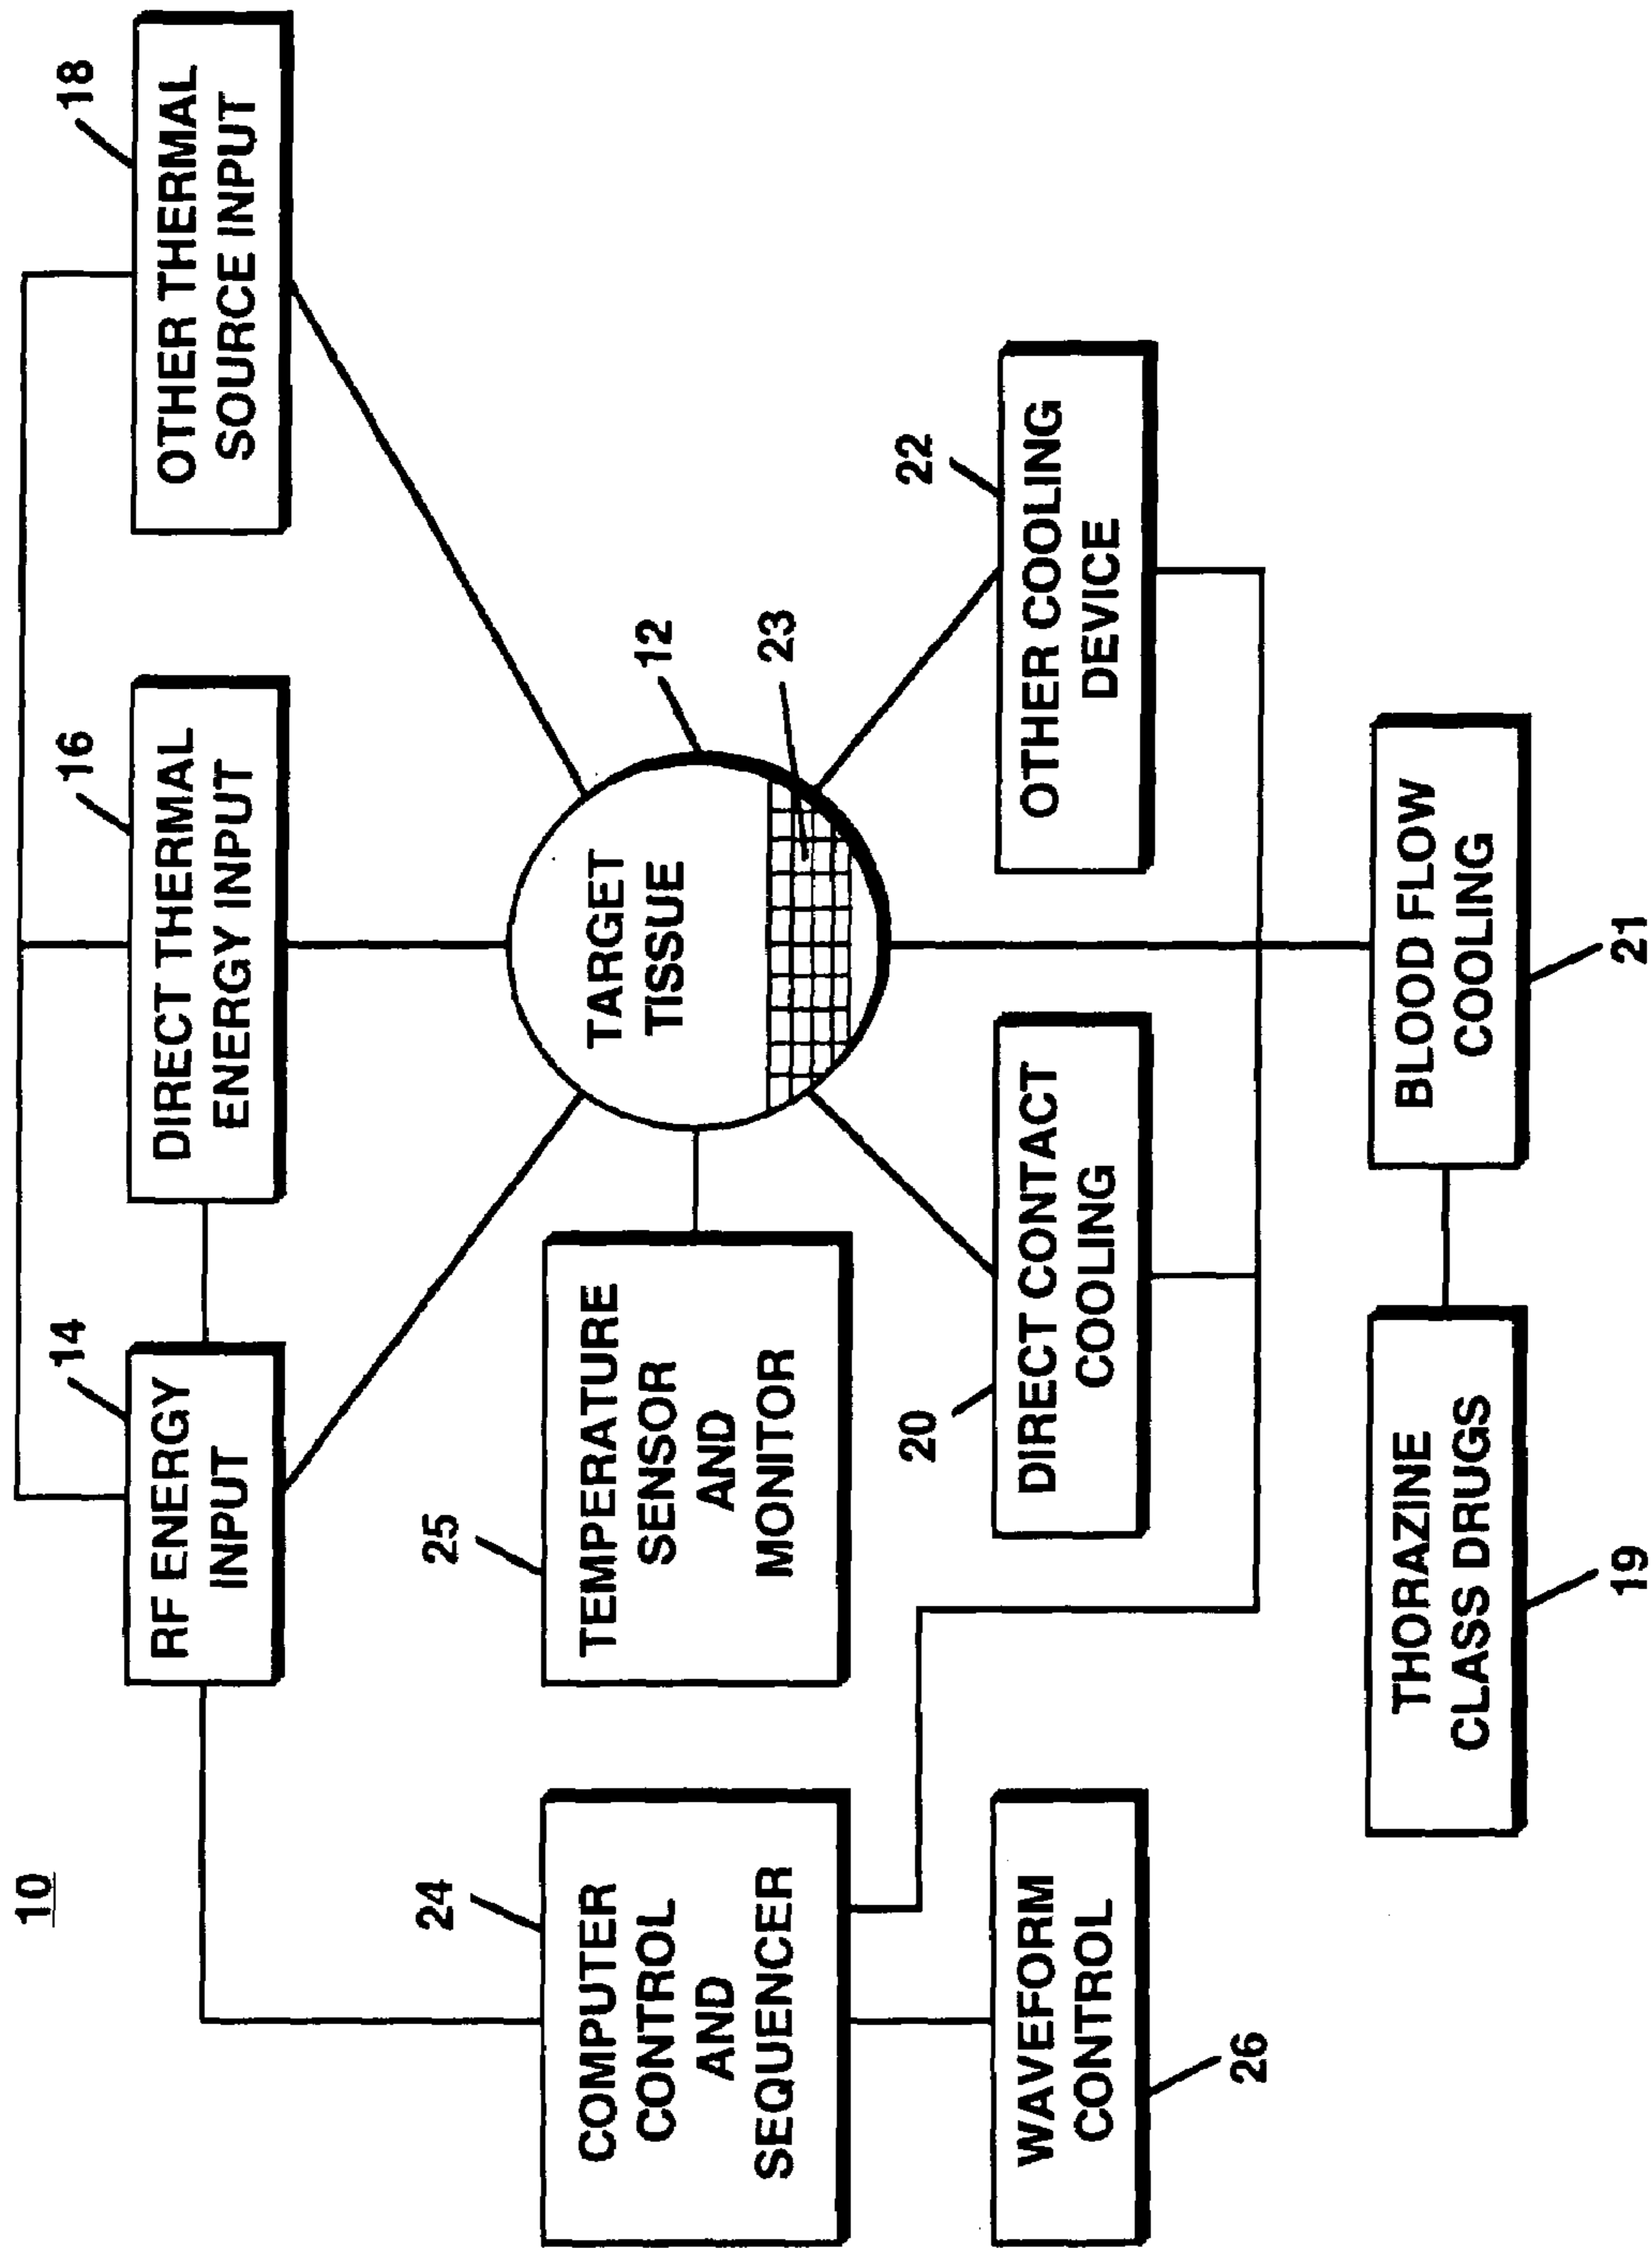 10
14
RF ENERGY
INPUT
16
DIRECT THERMAL
ENERGY INPUT
18
OTHER THERMAL
SOURCE INPUT
24
COMPUTER
CONTROL
AND
SEQUENCER
25
TEMPERATURE
SENSOR
AND
MONITOR
TARGET
TISSUE
12
23
WAVEFORM
CONTROL
26
20
DIRECT CONTACT
COOLING
22
OTHER COOLING
DEVICE
THORAZINE
CLASS DRUGS
19
BLOOD FLOW
COOLING
21